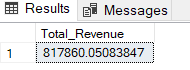 Results Messages
Total_Revenue
1 817860.05083847